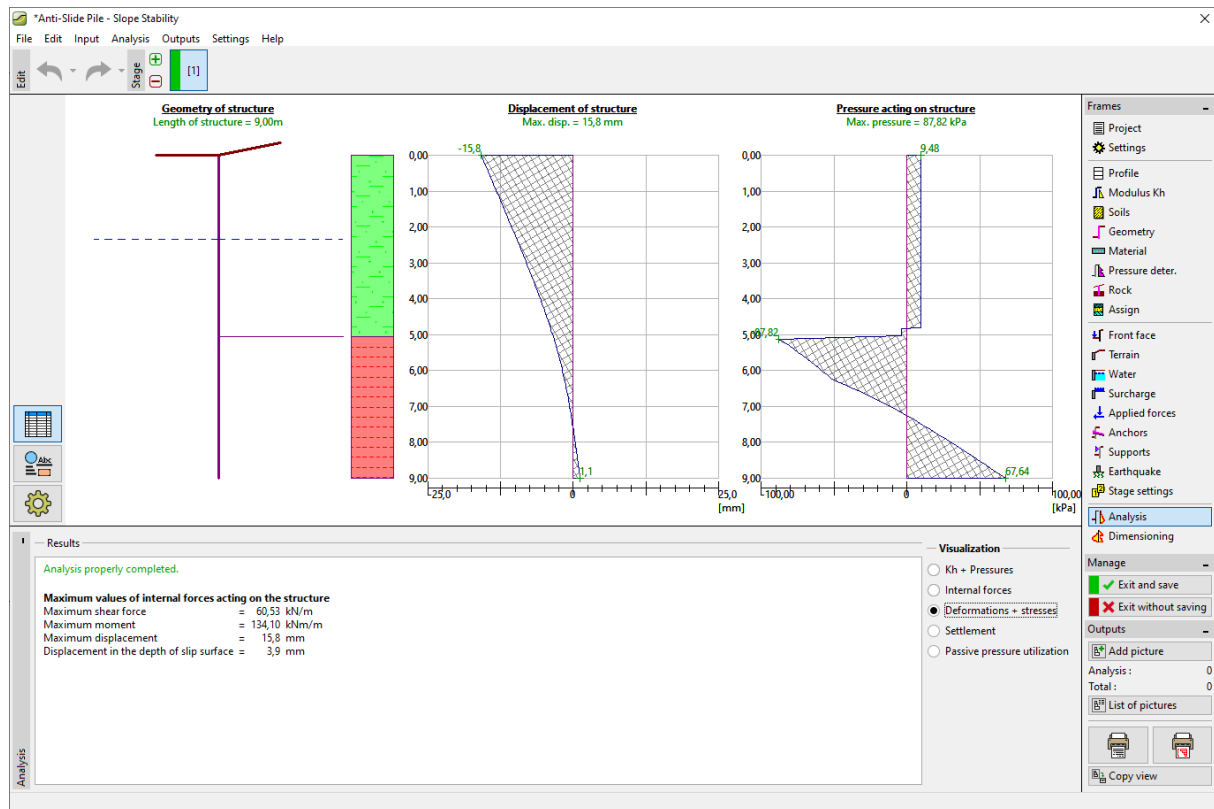 *Anti-Slide Pile - Slope Stability
File Edit Input Analysis Outputs Settings Help
Edit
Stage
[1]
Geometry of structure
Length of structure = 9,00m
Displacement of structure
Max. disp. = 15,8 mm
Pressure acting on structure
Max. pressure = 87,82 kPa
-15,8
9,48
0,00
1,00
2,00
3,00
4,00
5,00
6,00
7,00
8,00
9,00
1,1
-25,0
0
25,0
[mm]
0,00
1,00
2,00
3,00
4,00
5,00
-87,82
6,00
7,00
8,00
9,00
67,64
-100,00
0
100,00
[kPa]
Frames
Project
Settings
Profile
Modulus Kh
Soils
Geometry
Material
Pressure deter.
Rock
Assign
Front face
Terrain
Water
Surcharge
Applied forces
Anchors
Supports
Earthquake
Stage settings
Analysis
Dimensioning
Manage
Exit and save
Exit without saving
Outputs
Add picture
Analysis : 0
Total : 0
List of pictures
Copy view
Abc
Analysis
Results
Analysis properly completed.
Maximum values of internal forces acting on the structure
Maximum shear force = 60,53 kN/m
Maximum moment = 134,10 kNm/m
Maximum displacement = 15,8 mm
Displacement in the depth of slip surface = 3,9 mm
Visualization
Kh + Pressures
Internal forces
Deformations + stresses
Settlement
Passive pressure utilization